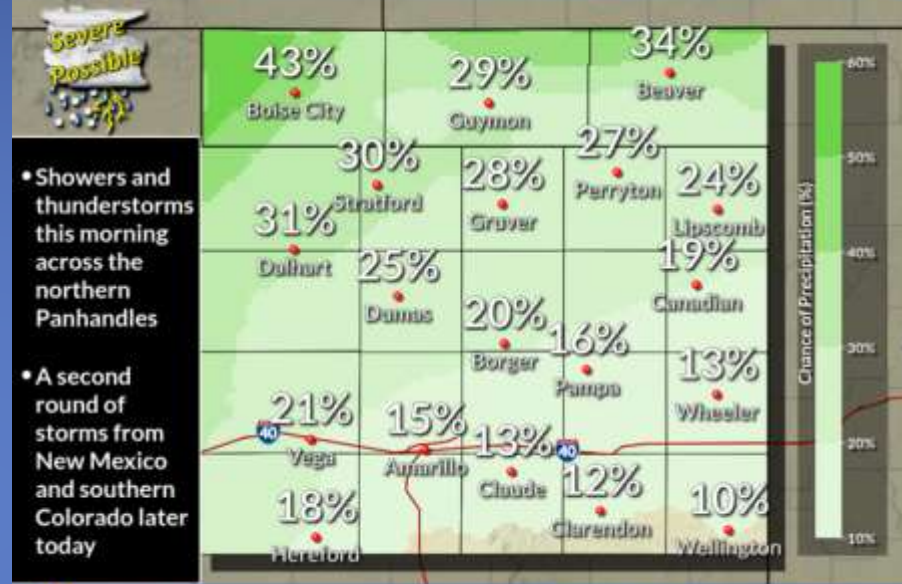 Severe
Possible
• Showers and
thunderstorms
this morning
across the
northern
Panhandles
• A second
round of
storms from
New Mexico
and southern
Colorado later
today
43%
Boise City
29%
Guymon
34%
Beaver
30%
Stratford
28%
Gruver
27%
Perryton
24%
Lipscomb
31%
Dalhart
25%
Dumas
19%
Canadian
20%
Borger
16%
Pampa
13%
Wheeler
40
21%
Vega
15%
Amarillo
13%
Claude
40
12%
Clarendon
18%
Hereford
10%
Wellington
Chance of Precipitation (%)
60%
50%
40%
30%
20%
10%